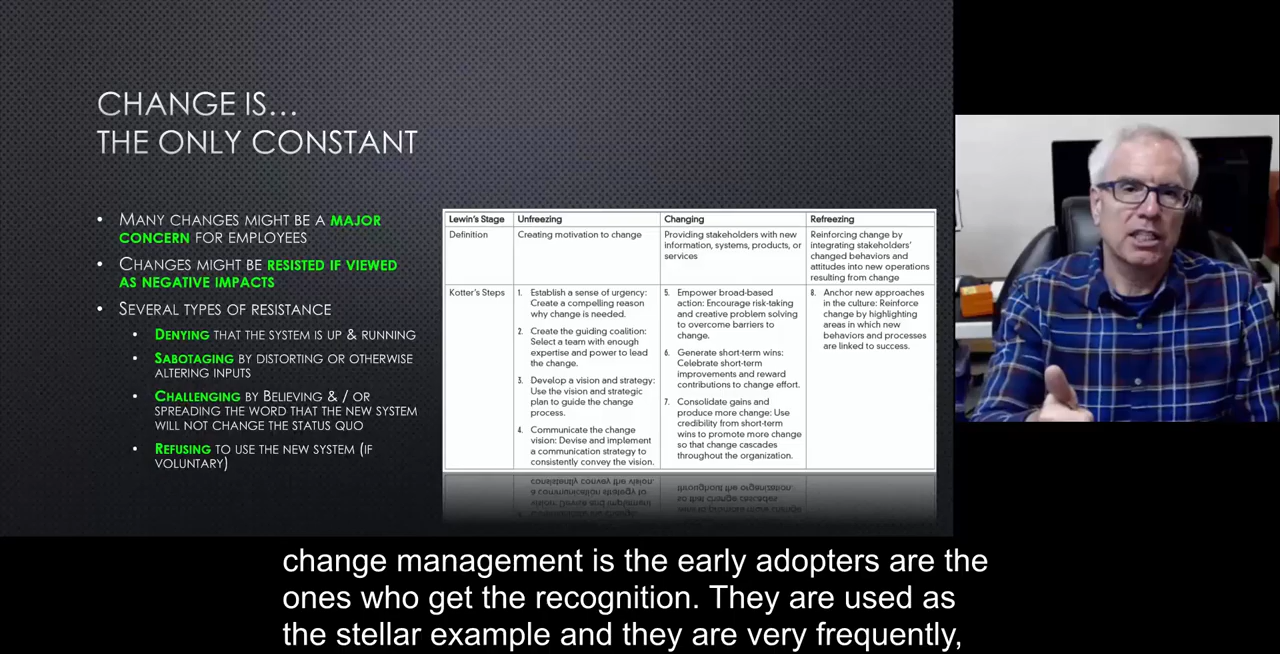 CHANGE IS...
THE ONLY CONSTANT
• MANY CHANGES MIGHT BE A MAJOR
CONCERN FOR EMPLOYEES
• CHANGES MIGHT BE RESISTED IF VIEWED
AS NEGATIVE IMPACTS
• SEVERAL TYPES OF RESISTANCE
• DENYING THAT THE SYSTEM IS UP & RUNNING
• SABOTAGING BY DISTORTING OR OTHERWISE
ALTERING INPUTS
• CHALLENGING BY BELIEVING & / OR
SPREADING THE WORD THAT THE NEW SYSTEM
WILL NOT CHANGE THE STATUS QUO
• REFUSING TO USE THE NEW SYSTEM (IF
VOLUNTARY)
Lewin's Stage
Unfreezing
Changing
Refreezing
Definition
Creating motivation to change
Providing stakeholders with new
information, systems, products, or
services
Reinforcing change by
integrating stakeholders'
changed behaviors and
attitudes into new operations
resulting from change
Kotter's Steps
1. Establish a sense of urgency:
Create a compelling reason
why change is needed.
2. Create the guiding coalition:
Select a team with enough
expertise and power to lead
the change.
3. Develop a vision and strategy:
Use the vision and strategic
plan to guide the change
process.
4. Communicate the change
vision: Devise and implement
a communication strategy to
consistently convey the vision.
5. Empower broad-based
action: Encourage risk-taking
and creative problem solving
to overcome barriers to
change.
6. Generate short-term wins:
Celebrate short-term
improvements and reward
contributions to change effort.
7. Consolidate gains and
produce more change: Use
credibility from short-term
wins to promote more change
so that change cascades
throughout the organization.
8. Anchor new approaches
in the culture: Reinforce
change by highlighting
areas in which new
behaviors and processes
are linked to success.
change management is the early adopters are the
ones who get the recognition. They are used as
the stellar example and they are very frequently,